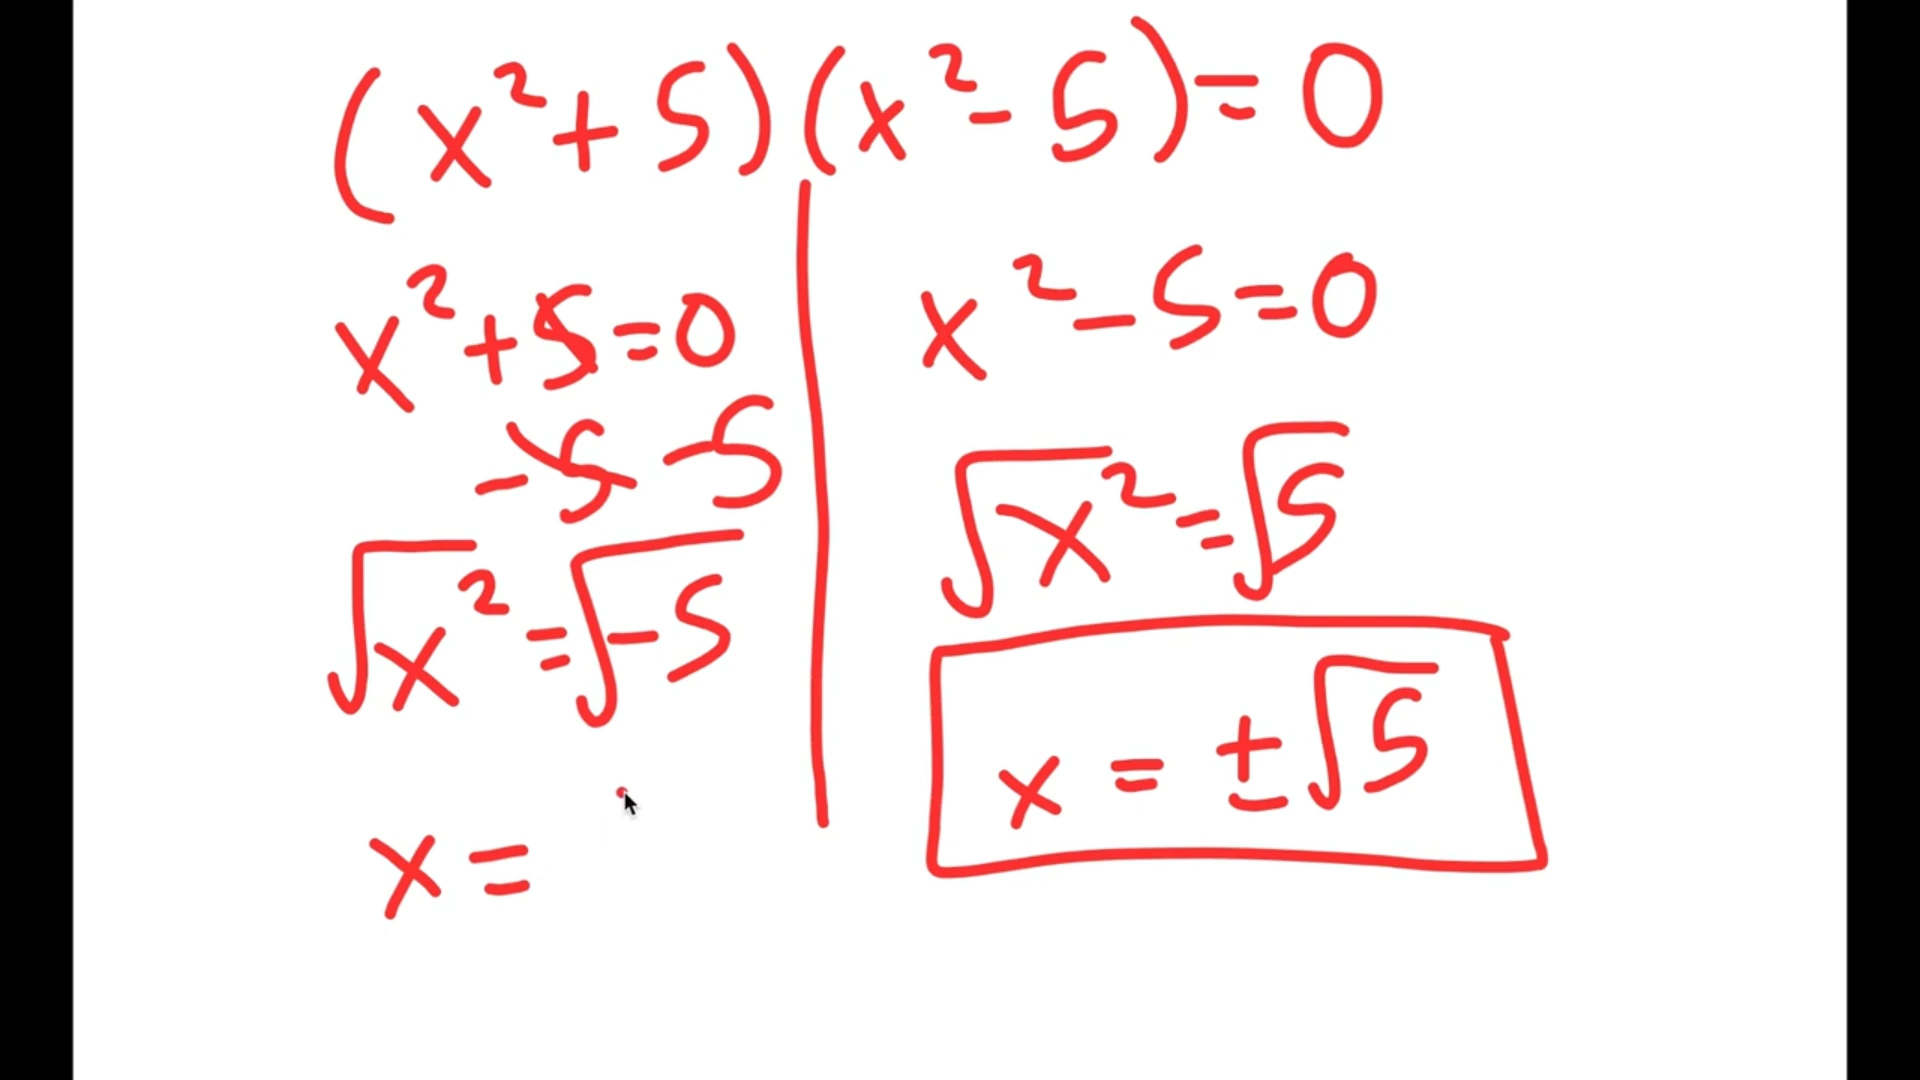 (x²+5)(x²-5)=0
x²+5=0
-5 -5
√x²=√-5
x=
x²-5=0
√x²=√5
x=±√5